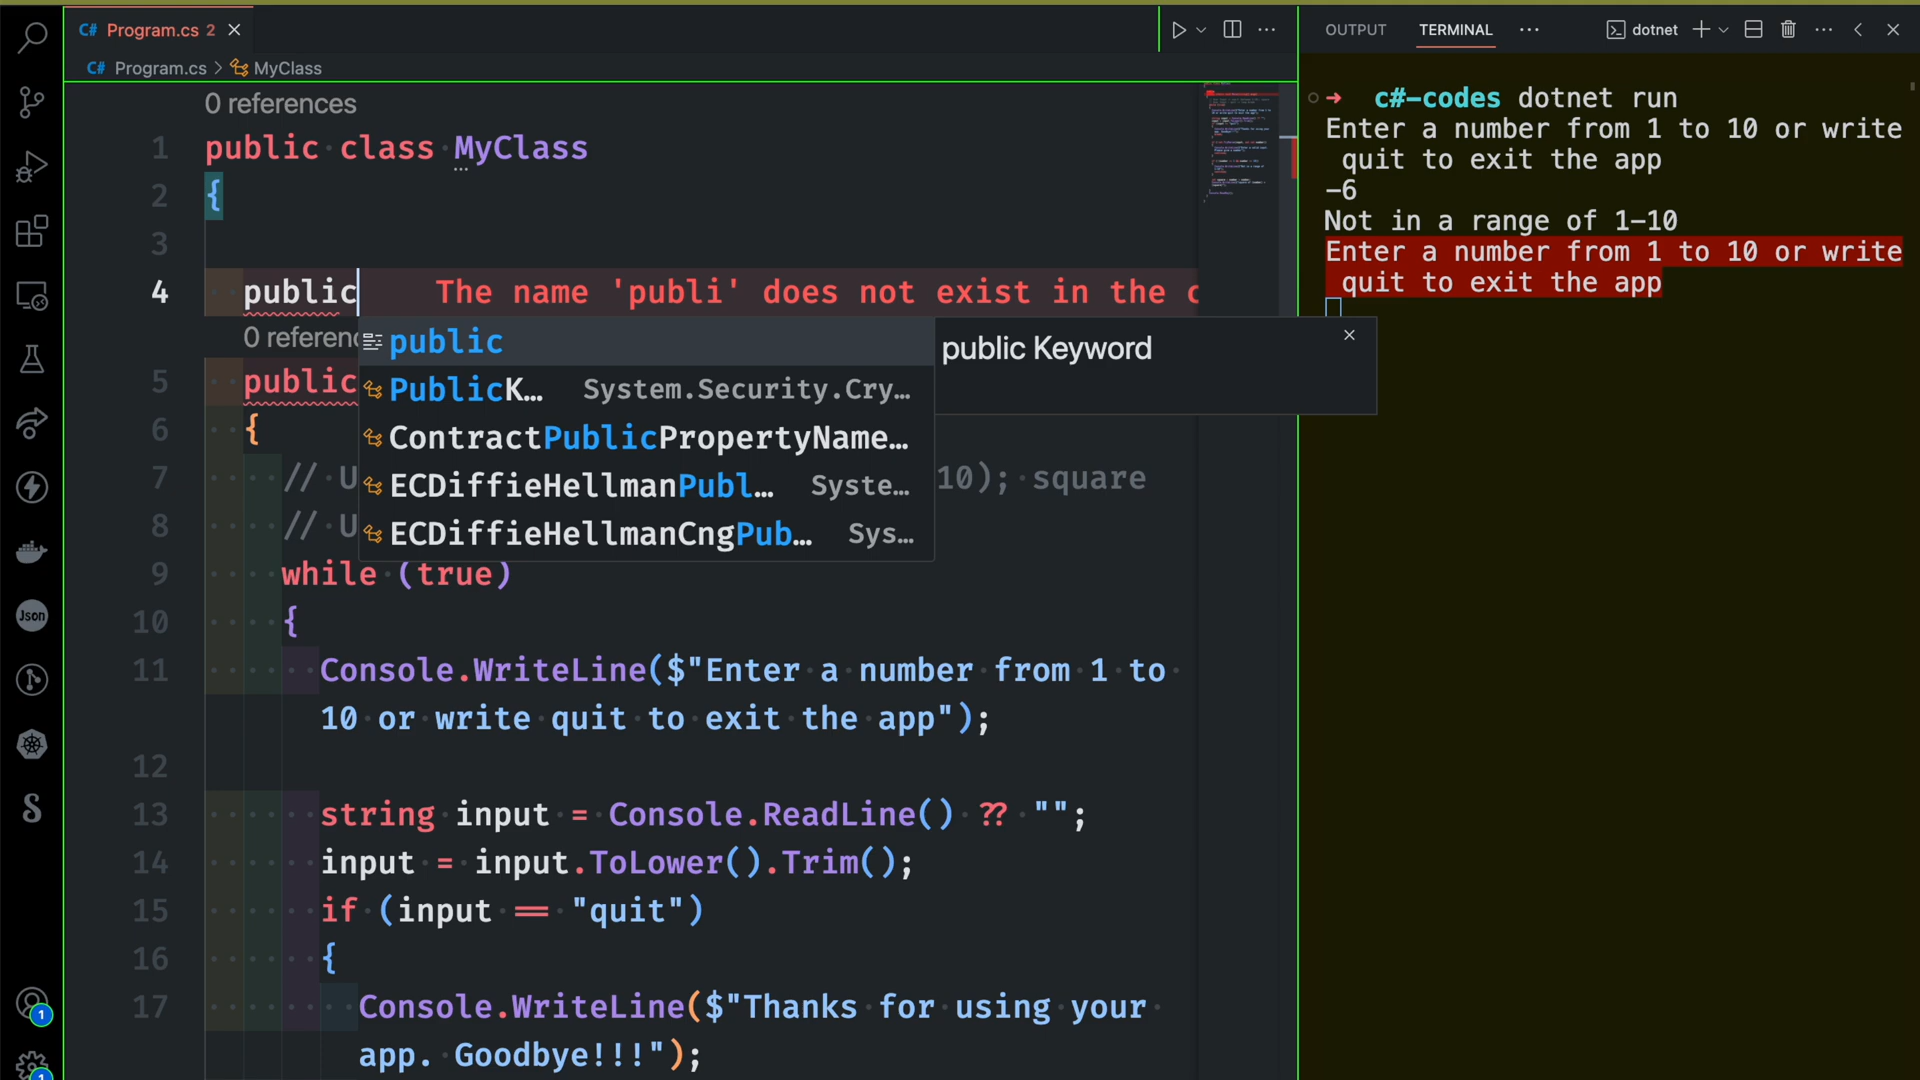 C# Program.cs 2
OUTPUT TERMINAL dotnet
C# Program.cs > MyClass
0 references
1 public class MyClass
2 {
3
4 public The name 'publi' does not exist in the c
0 referenc
5 public
6 {
7 // U 10); square
8 // U
9 while (true)
10 {
11 Console.WriteLine($"Enter a number from 1 to
10 or write quit to exit the app");
12
13 string input = Console.ReadLine() ?? "";
14 input = input.ToLower().Trim();
15 if (input == "quit")
16 {
17 Console.WriteLine($"Thanks for using your
app. Goodbye!!!");
public
PublicK… System.Security.Cry…
ContractPublicPropertyName…
ECDiffieHellmanPubl… Syste…
ECDiffieHellmanCngPub… Sys…
public Keyword
c#-codes dotnet run
Enter a number from 1 to 10 or write
quit to exit the app
-6
Not in a range of 1-10
Enter a number from 1 to 10 or write
quit to exit the app
Json
1
1